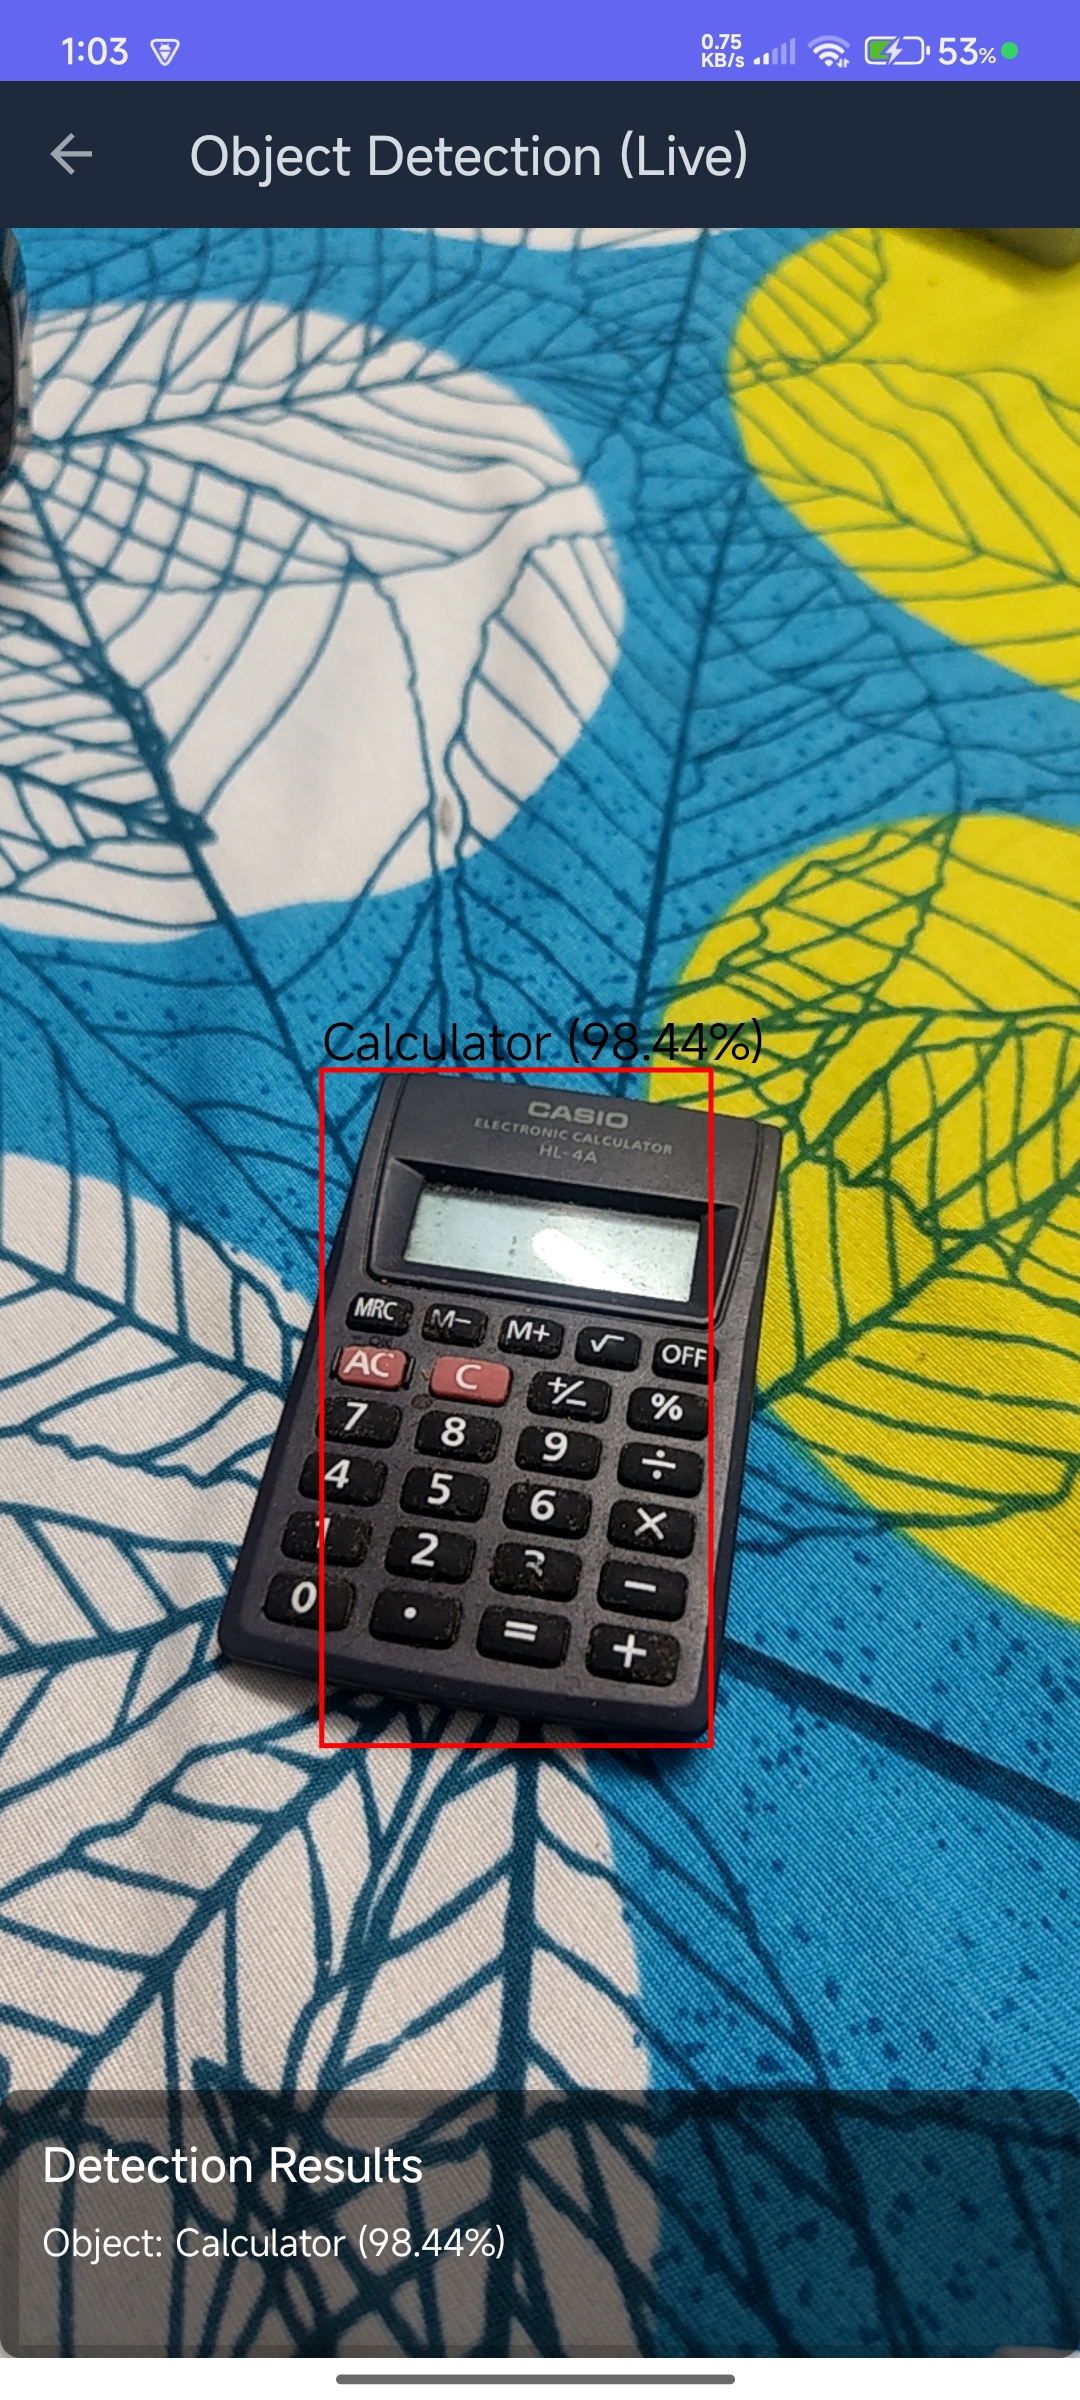 1:03
0.75
KB/s
53%
Object Detection (Live)
Calculator (98.44%)
CASIO
ELECTRONIC CALCULATOR
HL-4A
MRC M− M+ √ OFF
AC C +/− %
7 8 9 ÷
4 5 6 ×
1 2 3 −
0 . = +
Detection Results
Object: Calculator (98.44%)